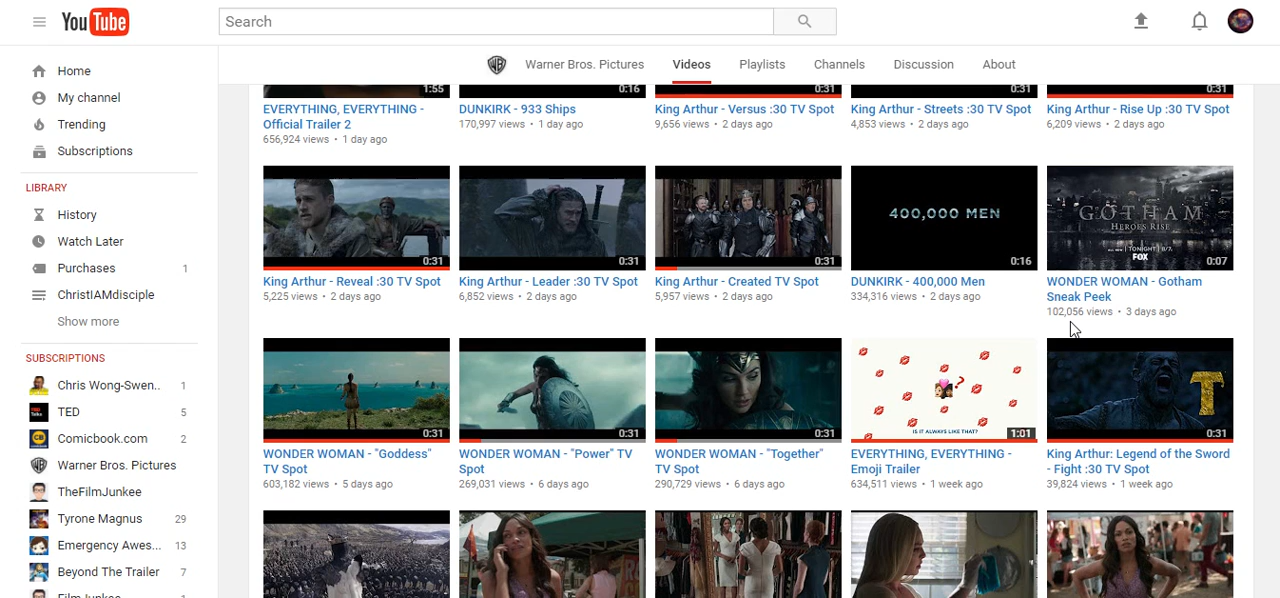 YouTube
Search
Home
My channel
Trending
Subscriptions
LIBRARY
History
Watch Later
Purchases 1
ChristIAMdisciple
Show more
SUBSCRIPTIONS
Chris Wong-Swen.. 1
TED 5
Comicbook.com 2
Warner Bros. Pictures
TheFilmJunkee
Tyrone Magnus 29
Emergency Awes... 13
Beyond The Trailer 7
WB Warner Bros. Pictures Videos Playlists Channels Discussion About
1:55 0:16 0:31 0:31 0:31
EVERYTHING, EVERYTHING -
Official Trailer 2
656,924 views • 1 day ago
DUNKIRK - 933 Ships
170,997 views • 1 day ago
King Arthur - Versus :30 TV Spot
9,656 views • 2 days ago
King Arthur - Streets :30 TV Spot
4,853 views • 2 days ago
King Arthur - Rise Up :30 TV Spot
6,209 views • 2 days ago
0:31
King Arthur - Reveal :30 TV Spot
5,225 views • 2 days ago
0:31
King Arthur - Leader :30 TV Spot
6,852 views • 2 days ago
0:31
King Arthur - Created TV Spot
5,957 views • 2 days ago
400,000 MEN
0:16
DUNKIRK - 400,000 Men
334,316 views • 2 days ago
GOTHAM
HEROES RISE
TONIGHT 8/7c
FOX
0:07
WONDER WOMAN - Gotham
Sneak Peek
102,056 views • 3 days ago
0:31
WONDER WOMAN - "Goddess"
TV Spot
603,182 views • 5 days ago
0:31
WONDER WOMAN - "Power" TV
Spot
269,031 views • 6 days ago
0:31
WONDER WOMAN - "Together"
TV Spot
290,729 views • 6 days ago
?
IS IT ALWAYS LIKE THAT?
1:01
EVERYTHING, EVERYTHING -
Emoji Trailer
634,511 views • 1 week ago
T
0:31
King Arthur: Legend of the Sword
- Fight :30 TV Spot
39,824 views • 1 week ago